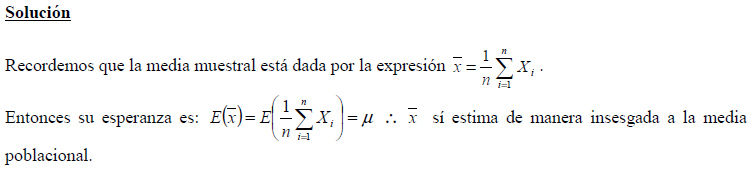 Solución
Recordemos que la media muestral está dada por la expresión $\overline{x} = \frac{1}{n}\sum_{i=1}^{n} X_i$ .
Entonces su esperanza es: $E(\overline{x}) = E\left(\frac{1}{n}\sum_{i=1}^{n} X_i\right) = \mu \therefore \overline{x}$ sí estima de manera insesgada a la media
poblacional.